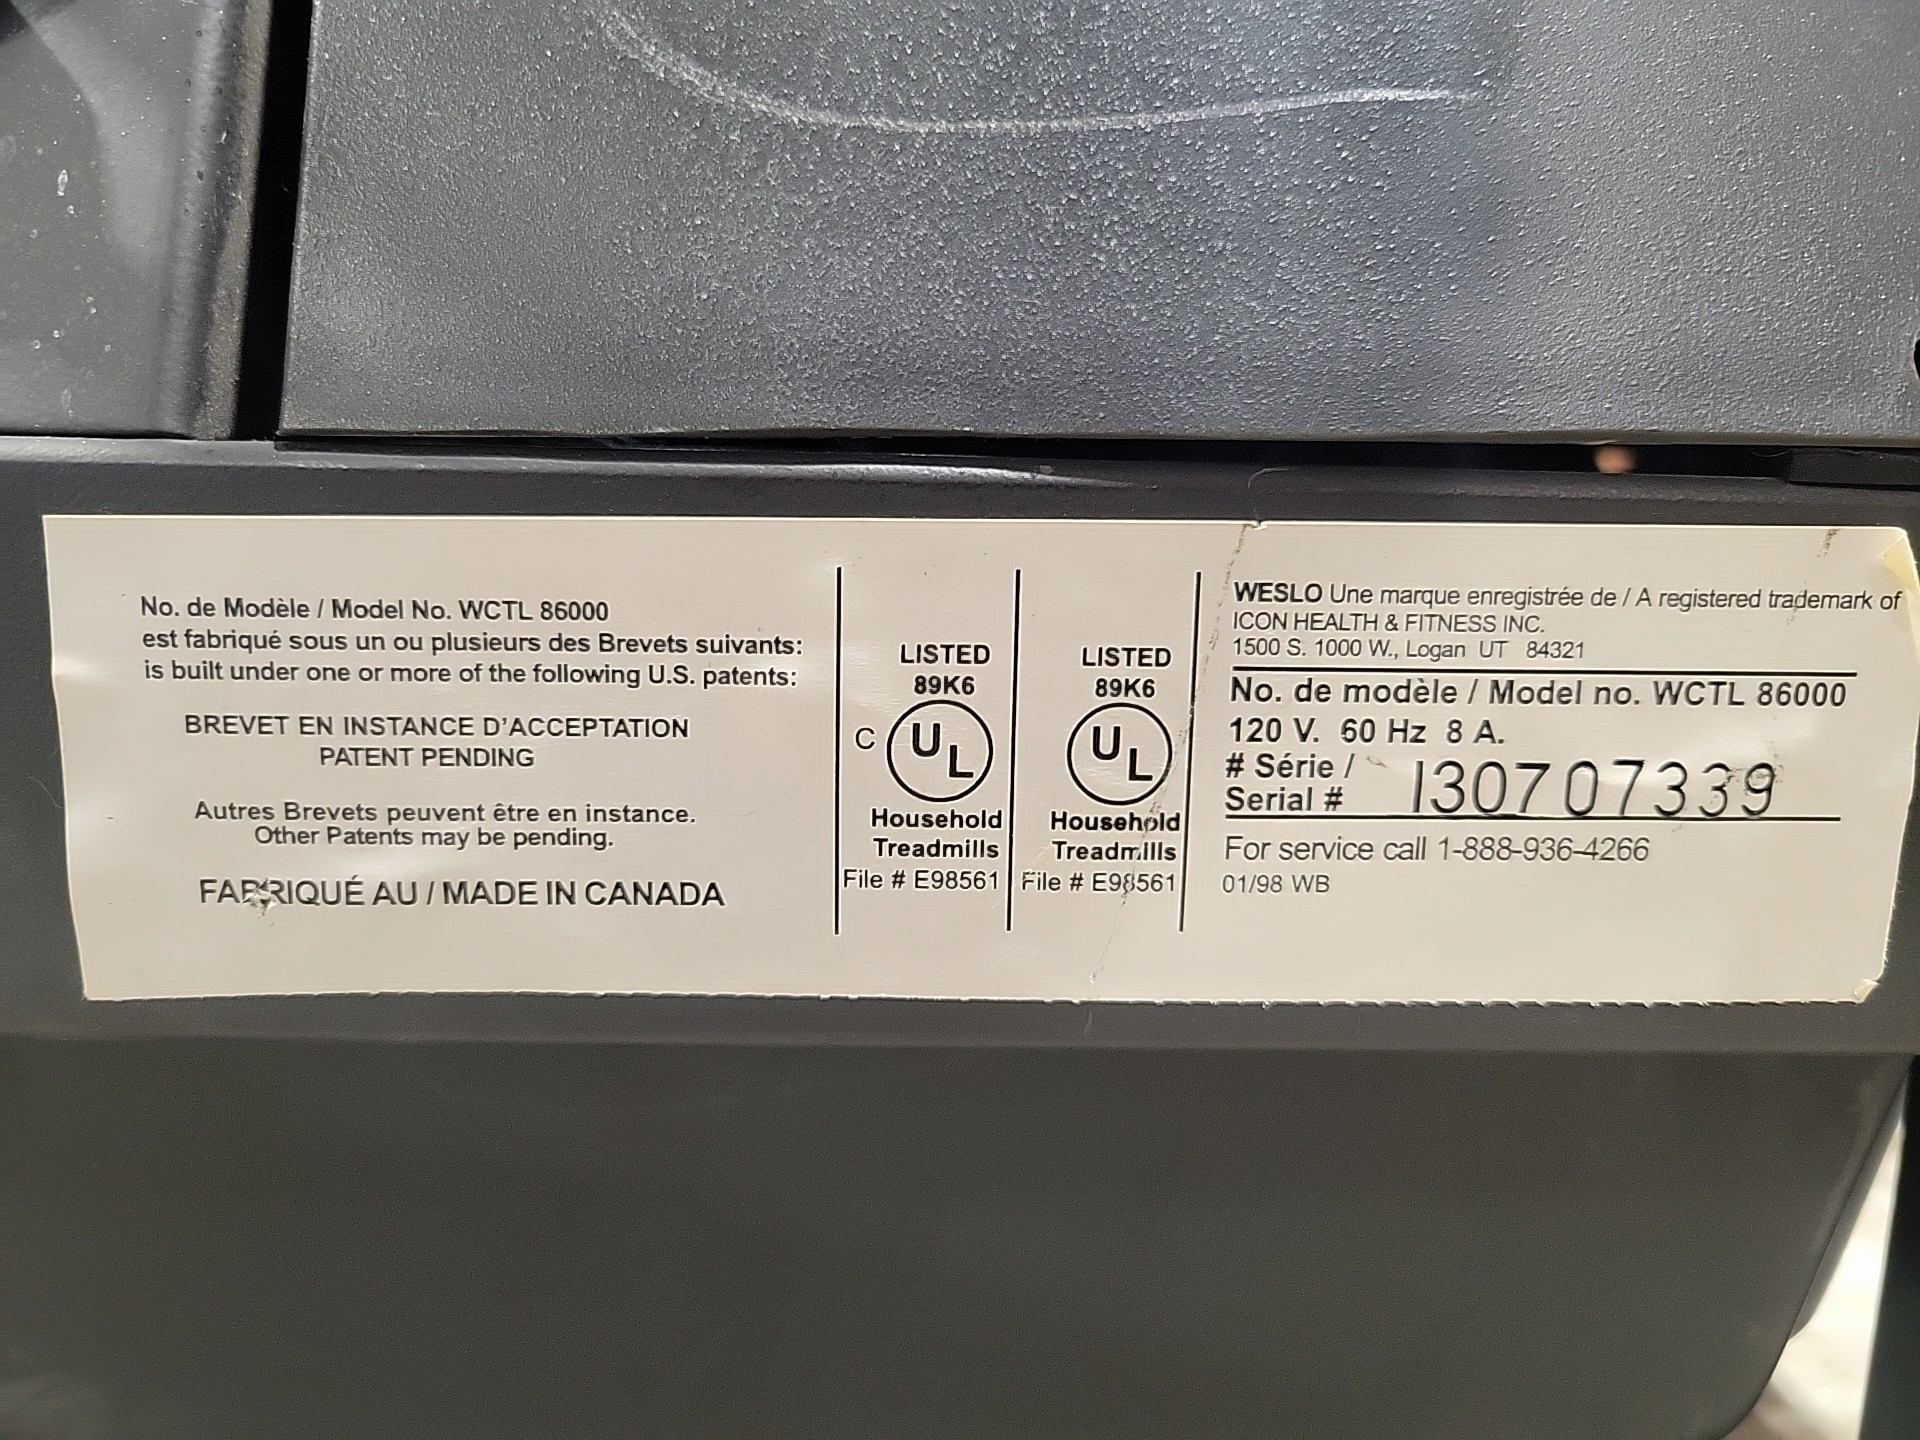 No. de Modèle / Model No. WCTL 86000
est fabriqué sous un ou plusieurs des Brevets suivants:
is built under one or more of the following U.S. patents:
BREVET EN INSTANCE D'ACCEPTATION
PATENT PENDING
Autres Brevets peuvent être en instance.
Other Patents may be pending.
FABRIQUÉ AU / MADE IN CANADA
LISTED
89K6
C UL
Household
Treadmills
File # E98561
LISTED
89K6
UL
Household
Treadmills
File # E98561
WESLO Une marque enregistrée de / A registered trademark of
ICON HEALTH & FITNESS INC.
1500 S. 1000 W., Logan UT 84321
No. de modèle / Model no. WCTL 86000
120 V. 60 Hz 8 A.
# Série /
Serial # 130707339
For service call 1-888-936-4266
01/98 WB